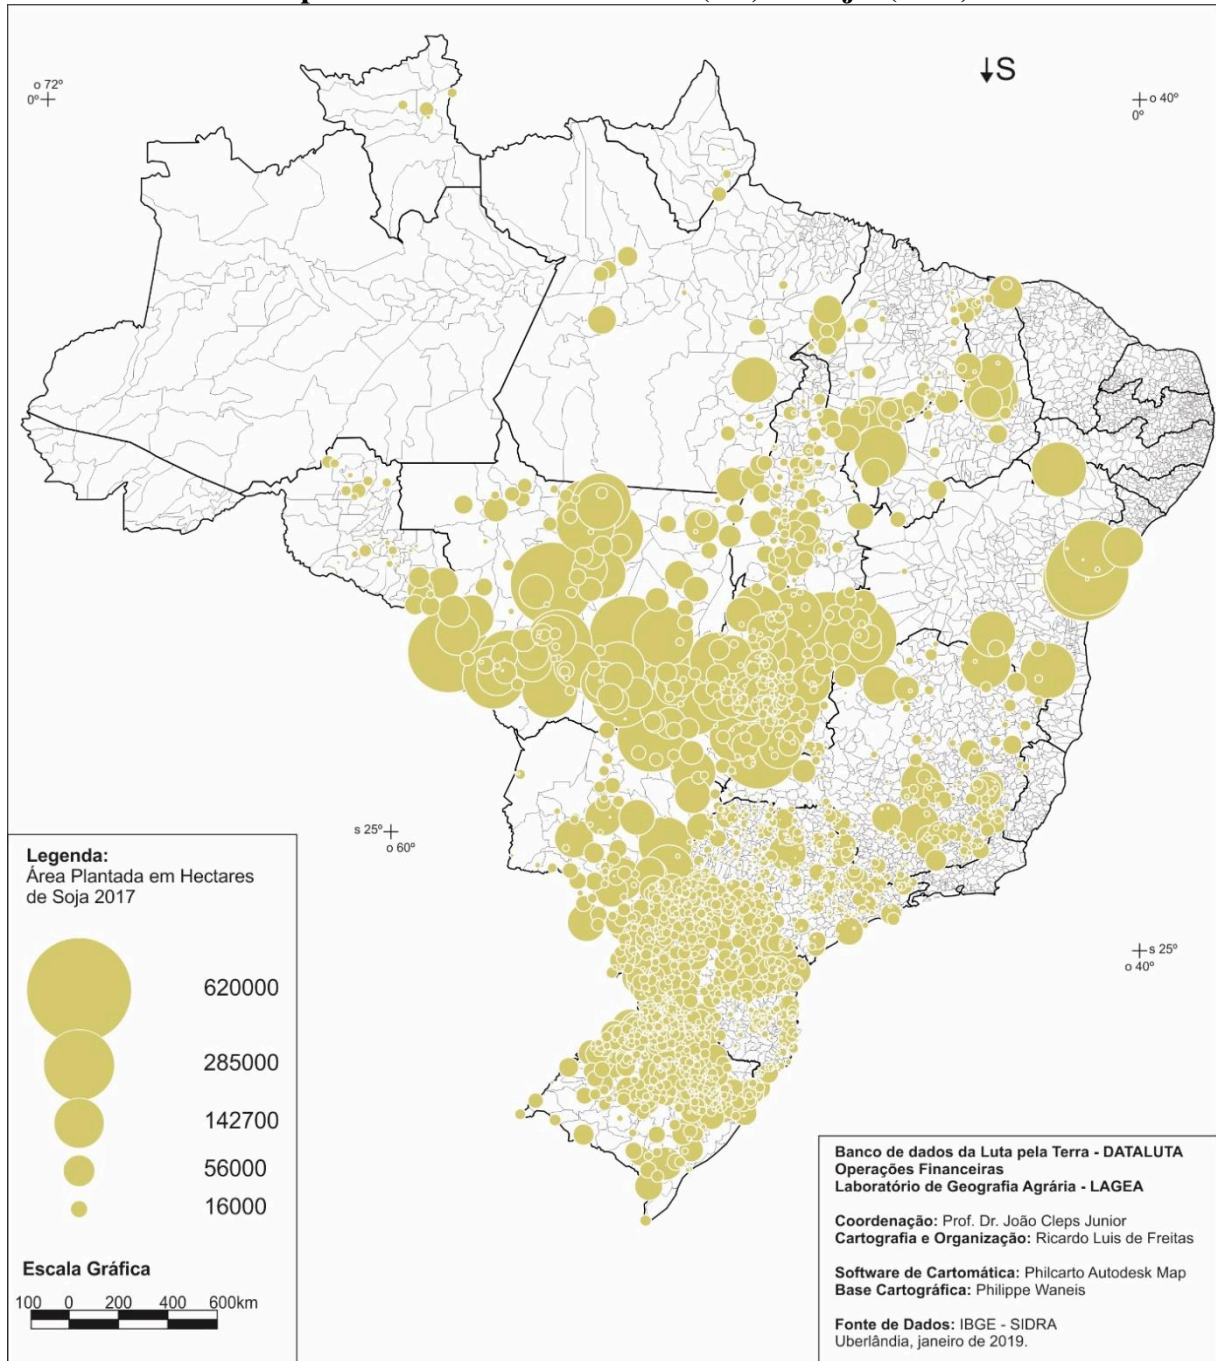 ↓S
o 72º
0º
o 40º
0º
s 25º
o 60º
s 25º
o 40º
Legenda:
Área Plantada em Hectares
de Soja 2017
620000
285000
142700
56000
16000
Escala Gráfica
100 0 200 400 600km
Banco de dados da Luta pela Terra - DATALUTA
Operações Financeiras
Laboratório de Geografia Agrária - LAGEA
Coordenação: Prof. Dr. João Cleps Junior
Cartografia e Organização: Ricardo Luis de Freitas
Software de Cartomática: Philcarto Autodesk Map
Base Cartográfica: Philippe Waneis
Fonte de Dados: IBGE - SIDRA
Uberlândia, janeiro de 2019.